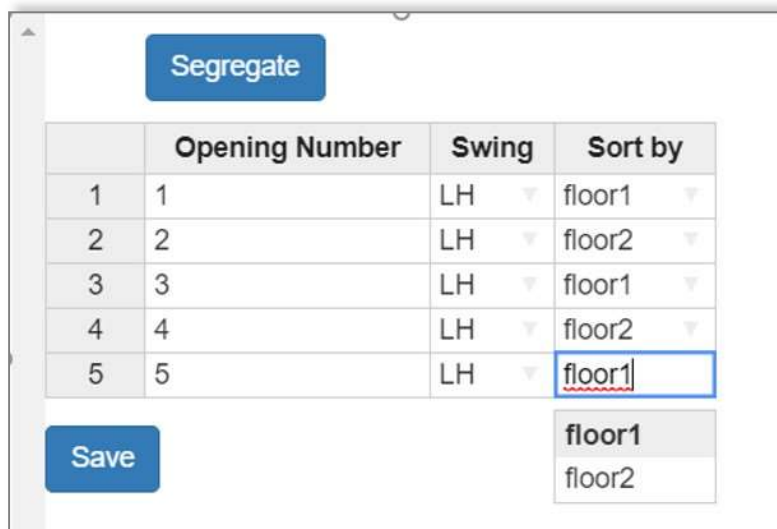 Segregate
Opening Number Swing Sort by
1 1 LH floor1
2 2 LH floor2
3 3 LH floor1
4 4 LH floor2
5 5 LH floor1
floor1
Save
floor2